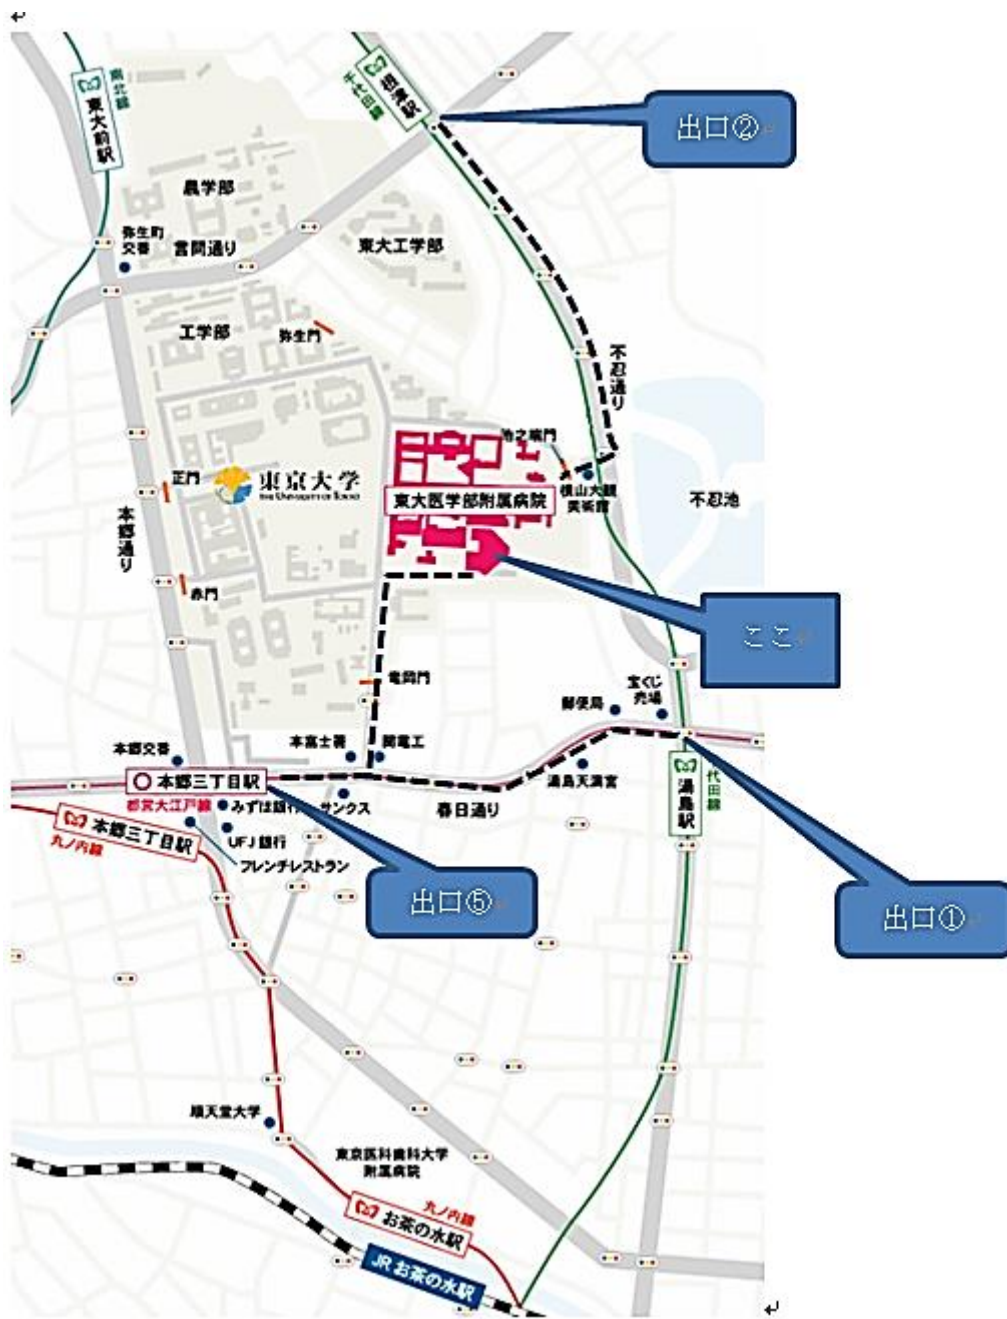 南北線
東大前駅
根津駅
千代田線
出口②
農学部
弥生町
交番
言問通り
東大工学部
工学部
弥生門
不忍通り
池之端門
正門
東京大学
THE UNIVERSITY OF TOKYO
東大医学部附属病院
横山大観
美術館
不忍池
本郷通り
赤門
ここ
竜岡門
郵便局
宝くじ
売場
本郷交番
本富士署
関電工
本郷三丁目駅
都営大江戸線
みずほ銀行
サンクス
春日通り
湯島天満宮
湯島駅
代田線
本郷三丁目駅
丸ノ内線
UFJ銀行
フレンチレストラン
出口⑤
出口①
順天堂大学
東京医科歯科大学
附属病院
丸ノ内線
お茶の水駅
JRお茶の水駅